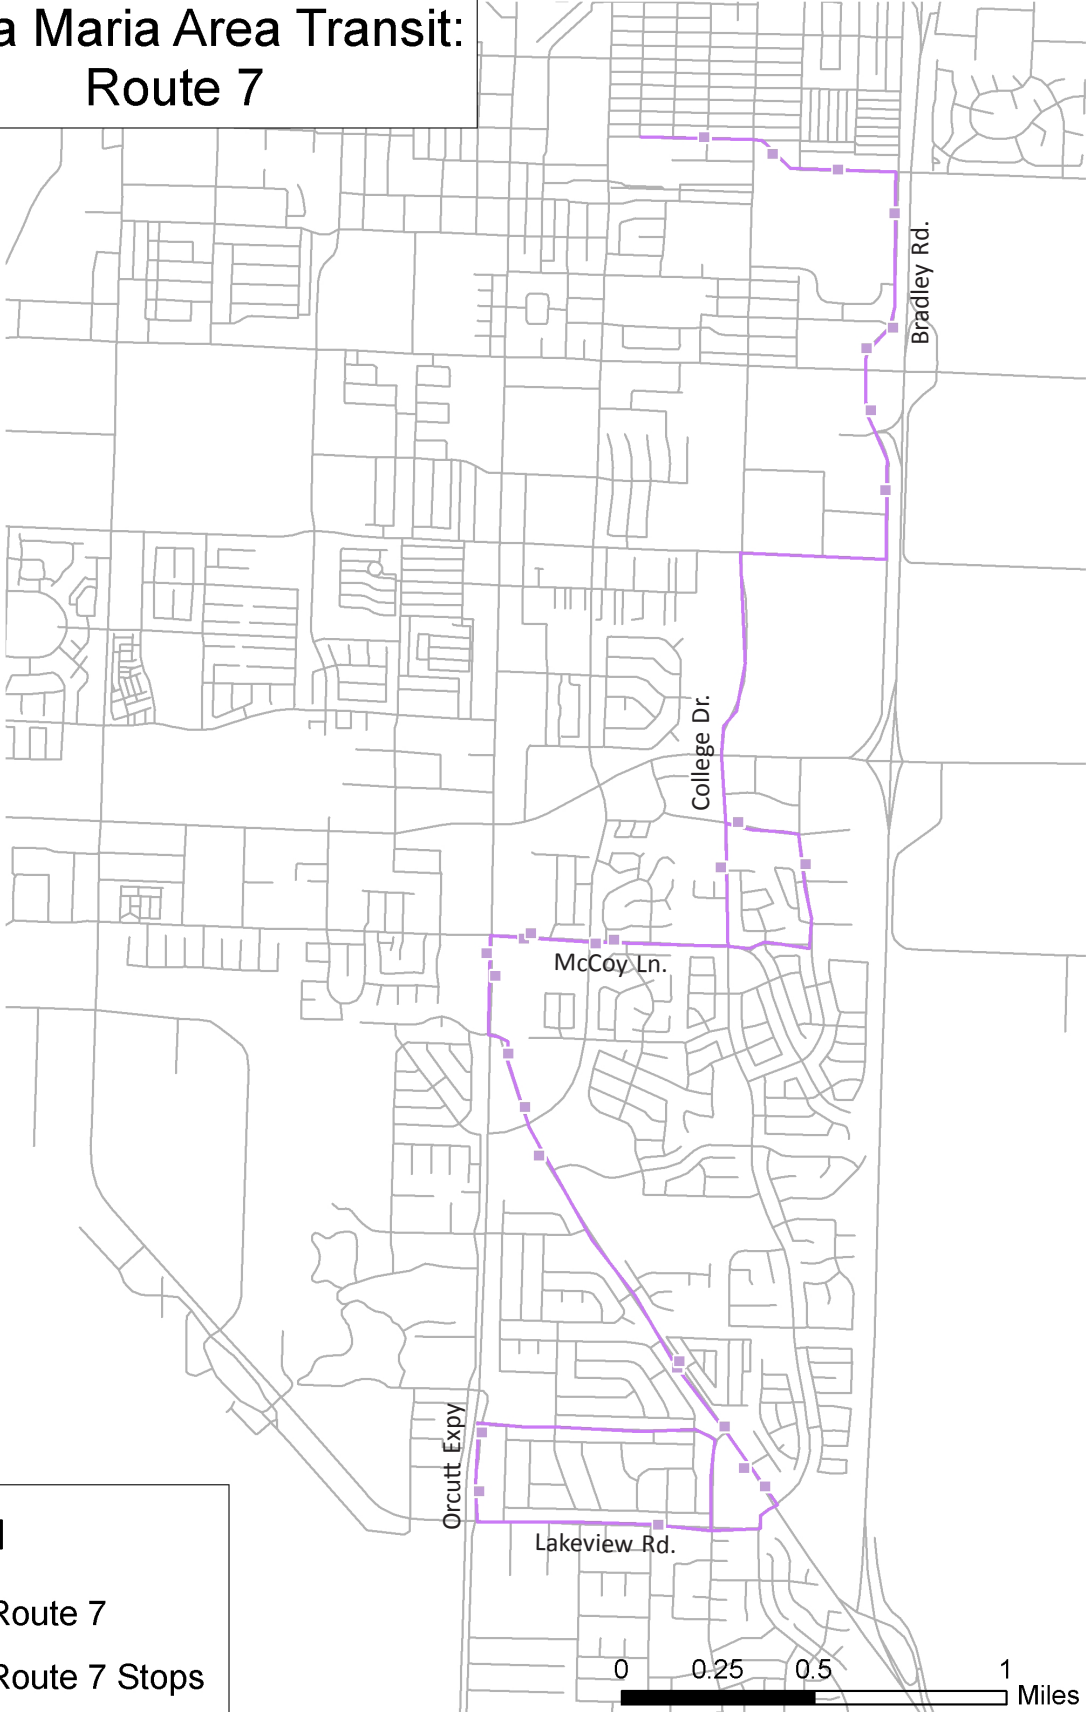 a Maria Area Transit:
Route 7
Bradley Rd.
College Dr.
McCoy Ln.
Orcutt Expy
Lakeview Rd.
Route 7
Route 7 Stops
0 0.25 0.5 1
Miles